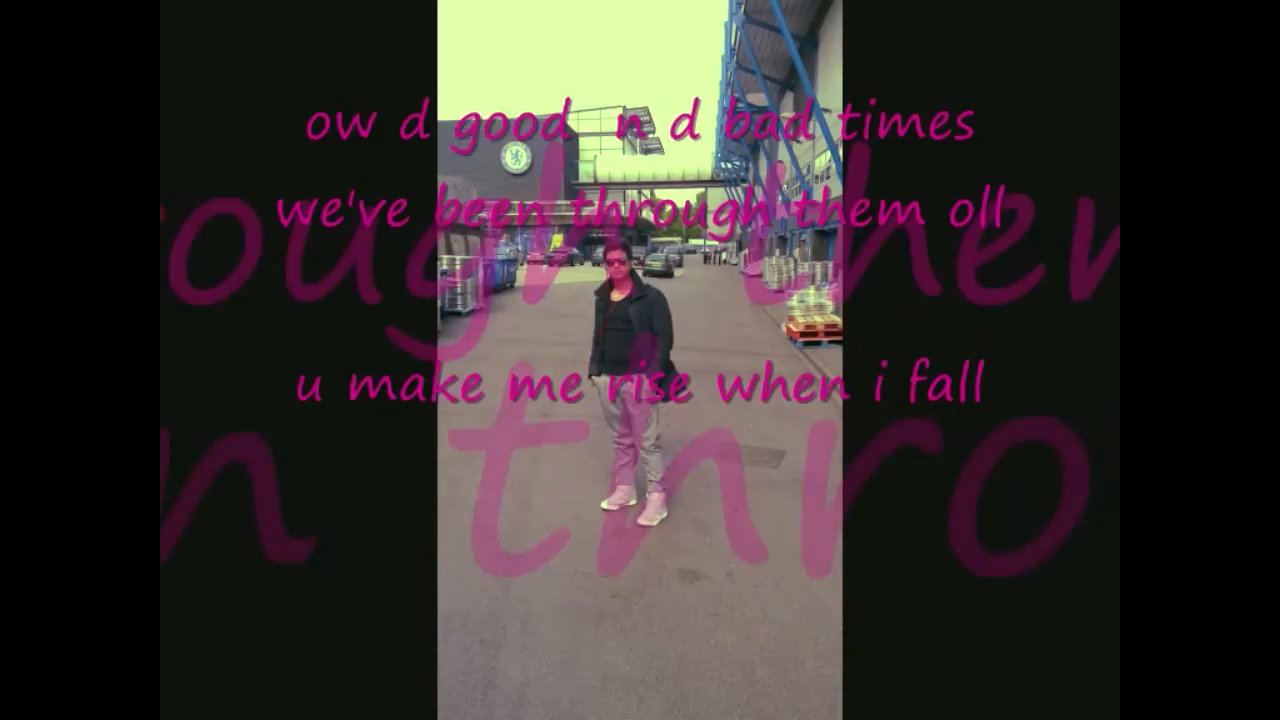 ow d good n d bad times
we've been through them oll
u make me rise when i fall